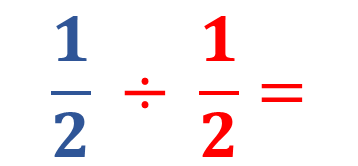 1/2 ÷ 1/2 =